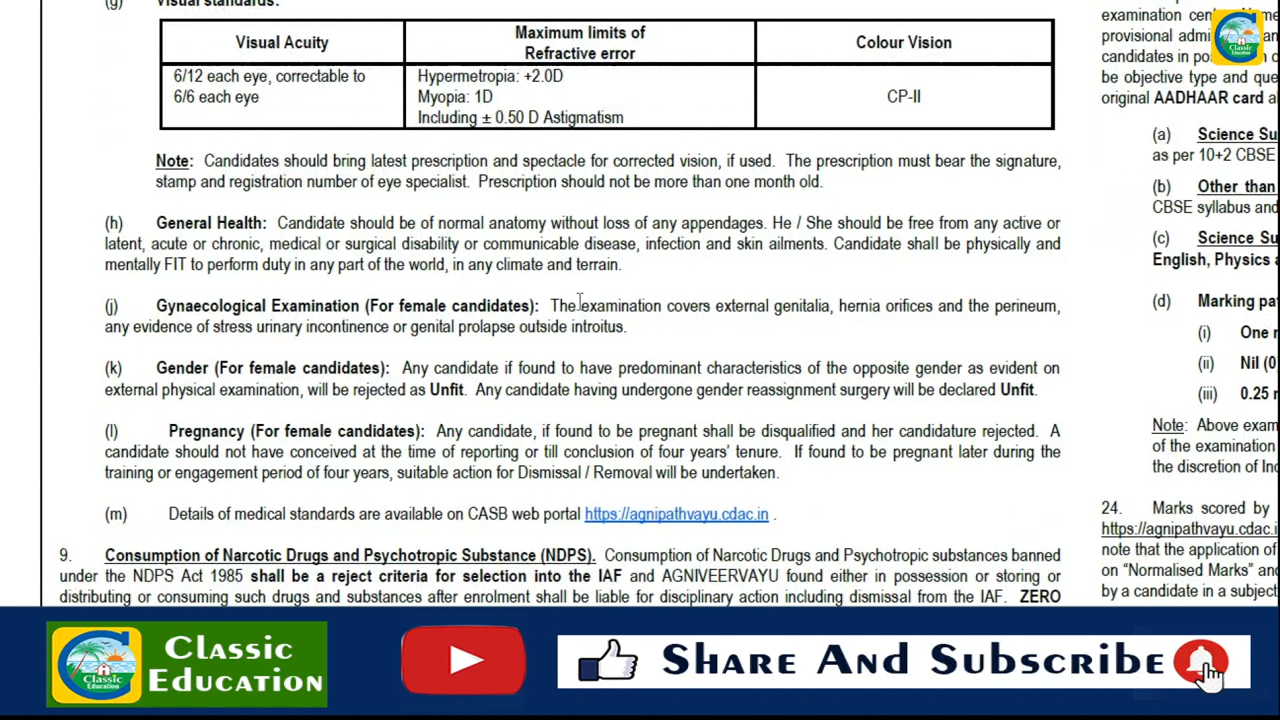 (g) Visual standards:
Visual Acuity
Maximum limits of
Refractive error
Colour Vision
6/12 each eye, correctable to
6/6 each eye
Hypermetropia: +2.0D
Myopia: 1D
Including ± 0.50 D Astigmatism
CP-II
Note: Candidates should bring latest prescription and spectacle for corrected vision, if used. The prescription must bear the signature,
stamp and registration number of eye specialist. Prescription should not be more than one month old.
(h) General Health: Candidate should be of normal anatomy without loss of any appendages. He / She should be free from any active or
latent, acute or chronic, medical or surgical disability or communicable disease, infection and skin ailments. Candidate shall be physically and
mentally FIT to perform duty in any part of the world, in any climate and terrain.
(j) Gynaecological Examination (For female candidates): The examination covers external genitalia, hernia orifices and the perineum,
any evidence of stress urinary incontinence or genital prolapse outside introitus.
(k) Gender (For female candidates): Any candidate if found to have predominant characteristics of the opposite gender as evident on
external physical examination, will be rejected as Unfit. Any candidate having undergone gender reassignment surgery will be declared Unfit.
(l) Pregnancy (For female candidates): Any candidate, if found to be pregnant shall be disqualified and her candidature rejected. A
candidate should not have conceived at the time of reporting or till conclusion of four years' tenure. If found to be pregnant later during the
training or engagement period of four years, suitable action for Dismissal / Removal will be undertaken.
(m) Details of medical standards are available on CASB web portal https://agnipathvayu.cdac.in .
9. Consumption of Narcotic Drugs and Psychotropic Substance (NDPS). Consumption of Narcotic Drugs and Psychotropic substances banned
under the NDPS Act 1985 shall be a reject criteria for selection into the IAF and AGNIVEERVAYU found either in possession or storing or
distributing or consuming such drugs and substances after enrolment shall be liable for disciplinary action including dismissal from the IAF. ZERO
examination cen
provisional admi
candidates in po
be objective type and que
original AADHAAR card a
(a) Science Su
as per 10+2 CBSE
(b) Other than
CBSE syllabus and
(c) Science Su
English, Physics a
(d) Marking pa
(i) One
(ii) Nil (0
(iii) 0.25
Note: Above exam
of the examination
the discretion of In
24. Marks scored by
https://agnipathvayu.cdac.i
note that the application of
on "Normalised Marks" and
by a candidate in a subject
Classic
Education
Classic
Education
Classic
Education
Share And Subscribe